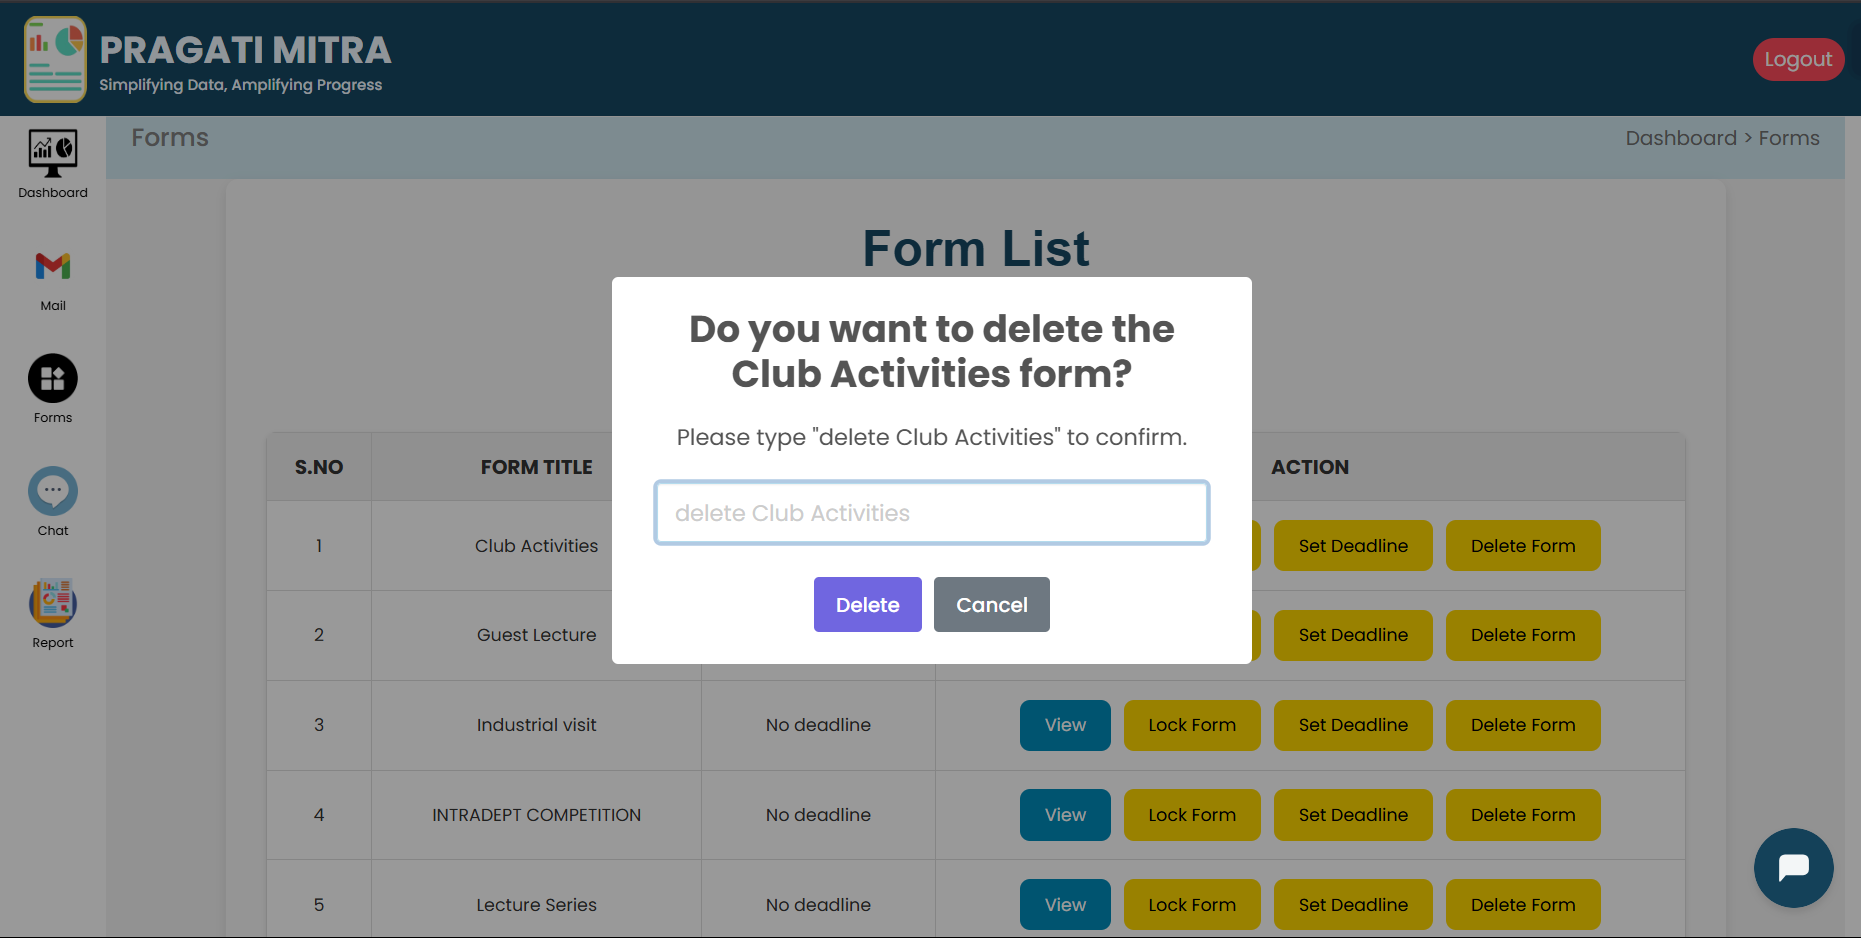 PRAGATI MITRA
Simplifying Data, Amplifying Progress
Logout
Dashboard
Mail
Forms
Chat
Report
Forms
Dashboard > Forms
Form List
Do you want to delete the
Club Activities form?
Please type "delete Club Activities" to confirm.
delete Club Activities
Delete Cancel
S.NO FORM TITLE ACTION
1 Club Activities Set Deadline Delete Form
2 Guest Lecture Set Deadline Delete Form
3 Industrial visit No deadline View Lock Form Set Deadline Delete Form
4 INTRADEPT COMPETITION No deadline View Lock Form Set Deadline Delete Form
5 Lecture Series No deadline View Lock Form Set Deadline Delete Form